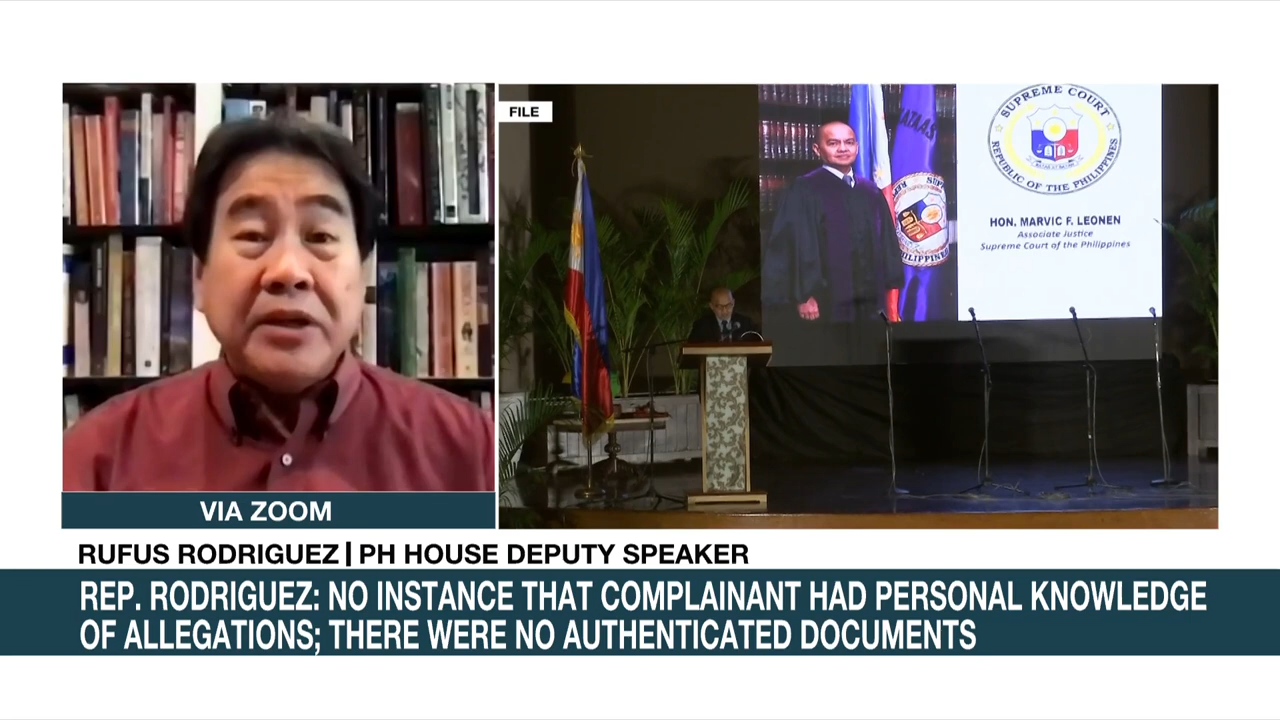 FILE
SUPREME COURT
REPUBLIC OF THE PHILIPPINES
HON. MARVIC F. LEONEN
Associate Justice
Supreme Court of the Philippines
VIA ZOOM
RUFUS RODRIGUEZ | PH HOUSE DEPUTY SPEAKER
REP. RODRIGUEZ: NO INSTANCE THAT COMPLAINANT HAD PERSONAL KNOWLEDGE
OF ALLEGATIONS; THERE WERE NO AUTHENTICATED DOCUMENTS